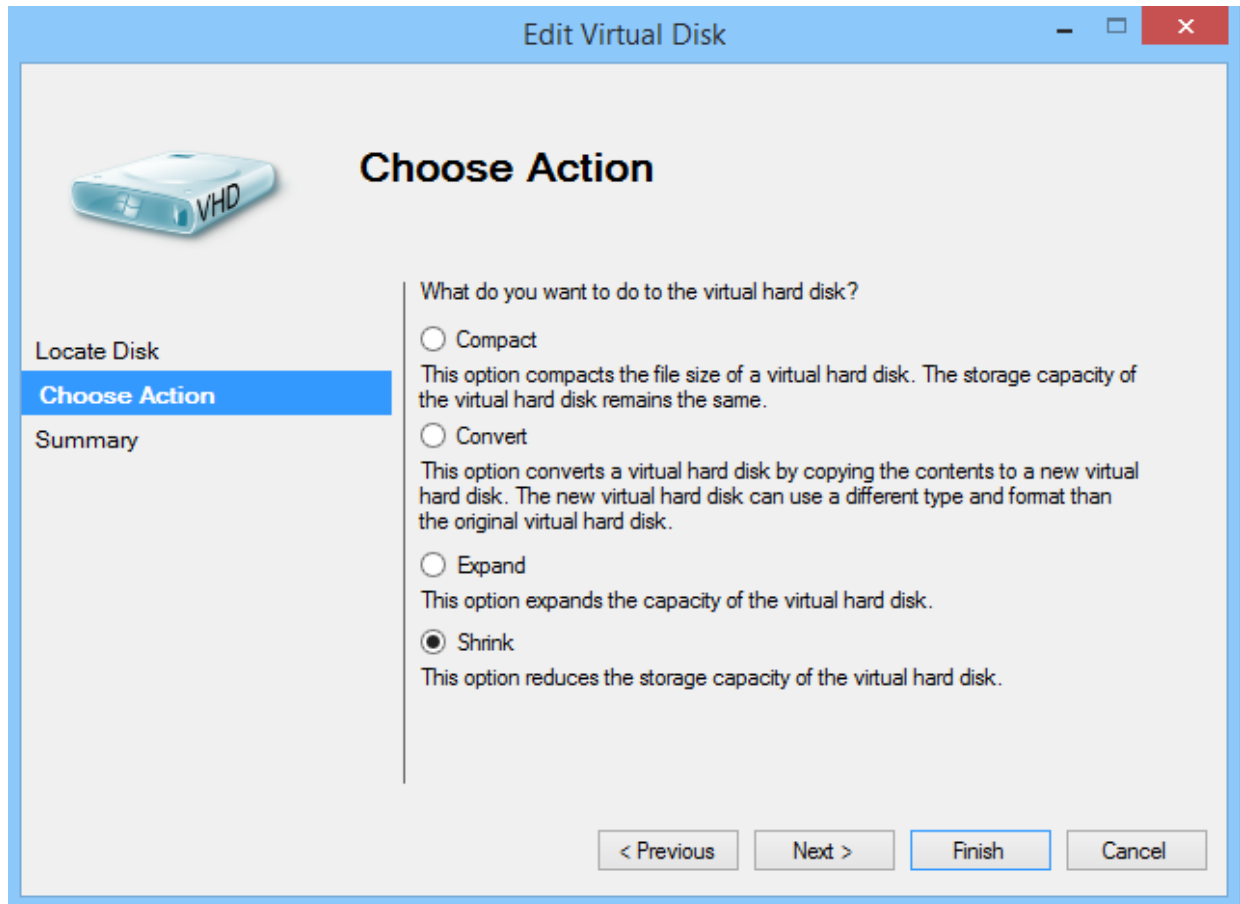 Edit Virtual Disk
VHD
Choose Action
Locate Disk
Choose Action
Summary
What do you want to do to the virtual hard disk?
Compact
This option compacts the file size of a virtual hard disk. The storage capacity of
the virtual hard disk remains the same.
Convert
This option converts a virtual hard disk by copying the contents to a new virtual
hard disk. The new virtual hard disk can use a different type and format than
the original virtual hard disk.
Expand
This option expands the capacity of the virtual hard disk.
Shrink
This option reduces the storage capacity of the virtual hard disk.
< Previous
Next >
Finish
Cancel